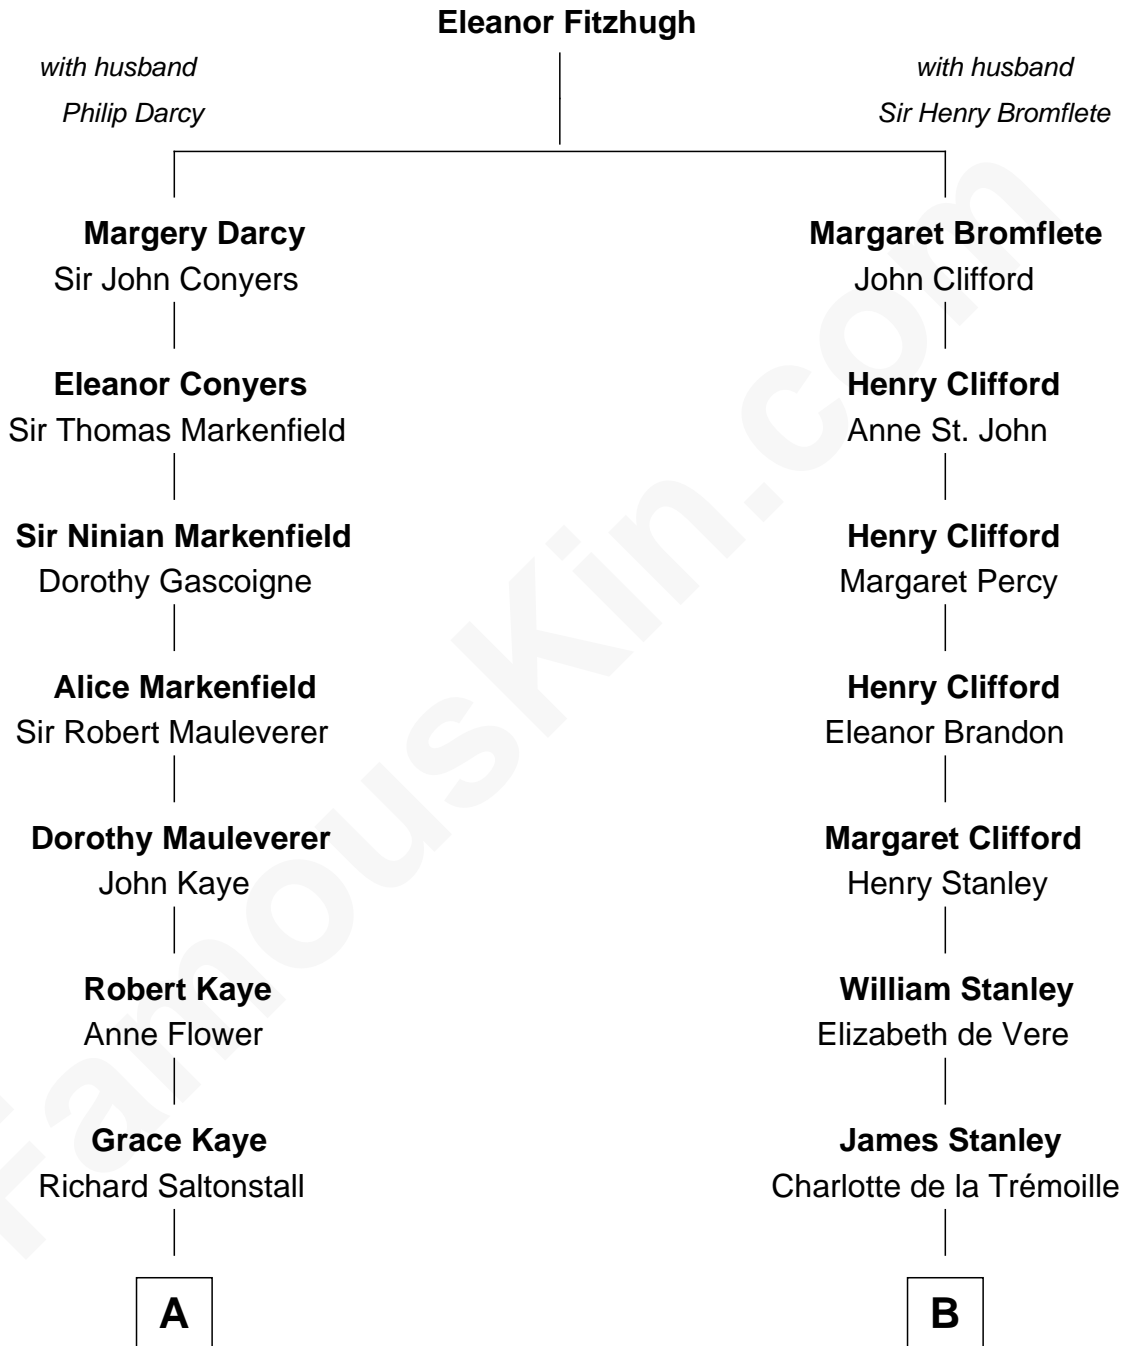 Eleanor Fitzhugh
with husband
Philip Darcy
with husband
Sir Henry Bromflete
Margery Darcy
Sir John Conyers
Eleanor Conyers
Sir Thomas Markenfield
Sir Ninian Markenfield
Dorothy Gascoigne
Alice Markenfield
Sir Robert Mauleverer
Dorothy Mauleverer
John Kaye
Robert Kaye
Anne Flower
Grace Kaye
Richard Saltonstall
A
Margaret Bromflete
John Clifford
Henry Clifford
Anne St. John
Henry Clifford
Margaret Percy
Henry Clifford
Eleanor Brandon
Margaret Clifford
Henry Stanley
William Stanley
Elizabeth de Vere
James Stanley
Charlotte de la Trémoille
B
FamousKin.com